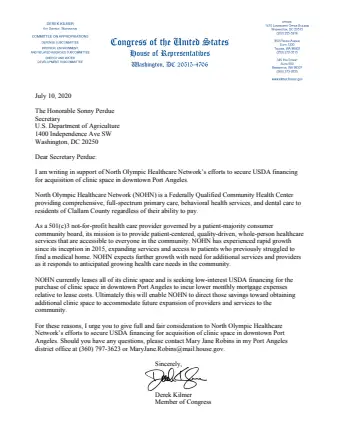 DEREK KILMER
COMMITTEE ON APPROPRIATIONS
Congress of the United States
House of Representatives
Washington, DC 20515-4706
July 10, 2020
The Honorable Sonny Perdue
Secretary
U.S. Department of Agriculture
1400 Independence Ave SW
Washington, DC 20250
Dear Secretary Perdue:
I am writing in support of North Olympic Healthcare Network's efforts to secure USDA financing
for acquisition of clinic space in downtown Port Angeles.
North Olympic Healthcare Network (NOHN) is a Federally Qualified Community Health Center
providing comprehensive, full-spectrum primary care, behavioral health services, and dental care to
residents of Clallam County regardless of their ability to pay.
As a 501(c)3 not-for-profit health care provider governed by a patient-majority consumer
community board, its mission is to provide patient-centered, quality-driven, whole-person healthcare
services that are accessible to everyone in the community. NOHN has experienced rapid growth
since its inception in 2015, expanding services and access to patients who previously struggled to
find a medical home. NOHN expects further growth with need for additional services and providers
as it responds to anticipated growing health care needs in the community.
NOHN currently leases all of its clinic space and is seeking low-interest USDA financing for the
purchase of clinic space in downtown Port Angeles to incur lower monthly mortgage expenses
relative to lease costs. Ultimately this will enable NOHN to direct those savings toward obtaining
additional clinic space to accommodate future expansion of providers and services to the
community.
For these reasons, I urge you to give full and fair consideration to North Olympic Healthcare
Network's efforts to secure USDA financing for acquisition of clinic space in downtown Port
Angeles. Should you have any questions, please contact Mary Jane Robins in my Port Angeles
district office at (360) 797-3623 or MaryJane.Robins@mail.house.gov.
Sincerely,
Derek Kilmer
Member of Congress